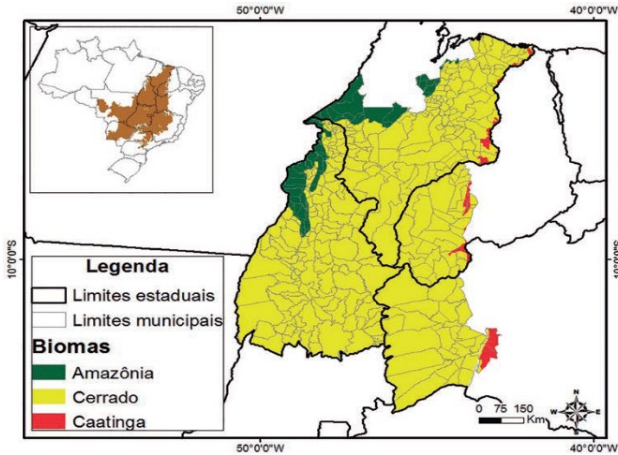 50°0'0"W
40°0'0"W
10°0'0"S
10°0'0"S
Legenda
Limites estaduais
Limites municipais
Biomas
Amazônia
Cerrado
Caatinga
N
W E
S
0 75 150
Km
50°0'0"W
40°0'0"W